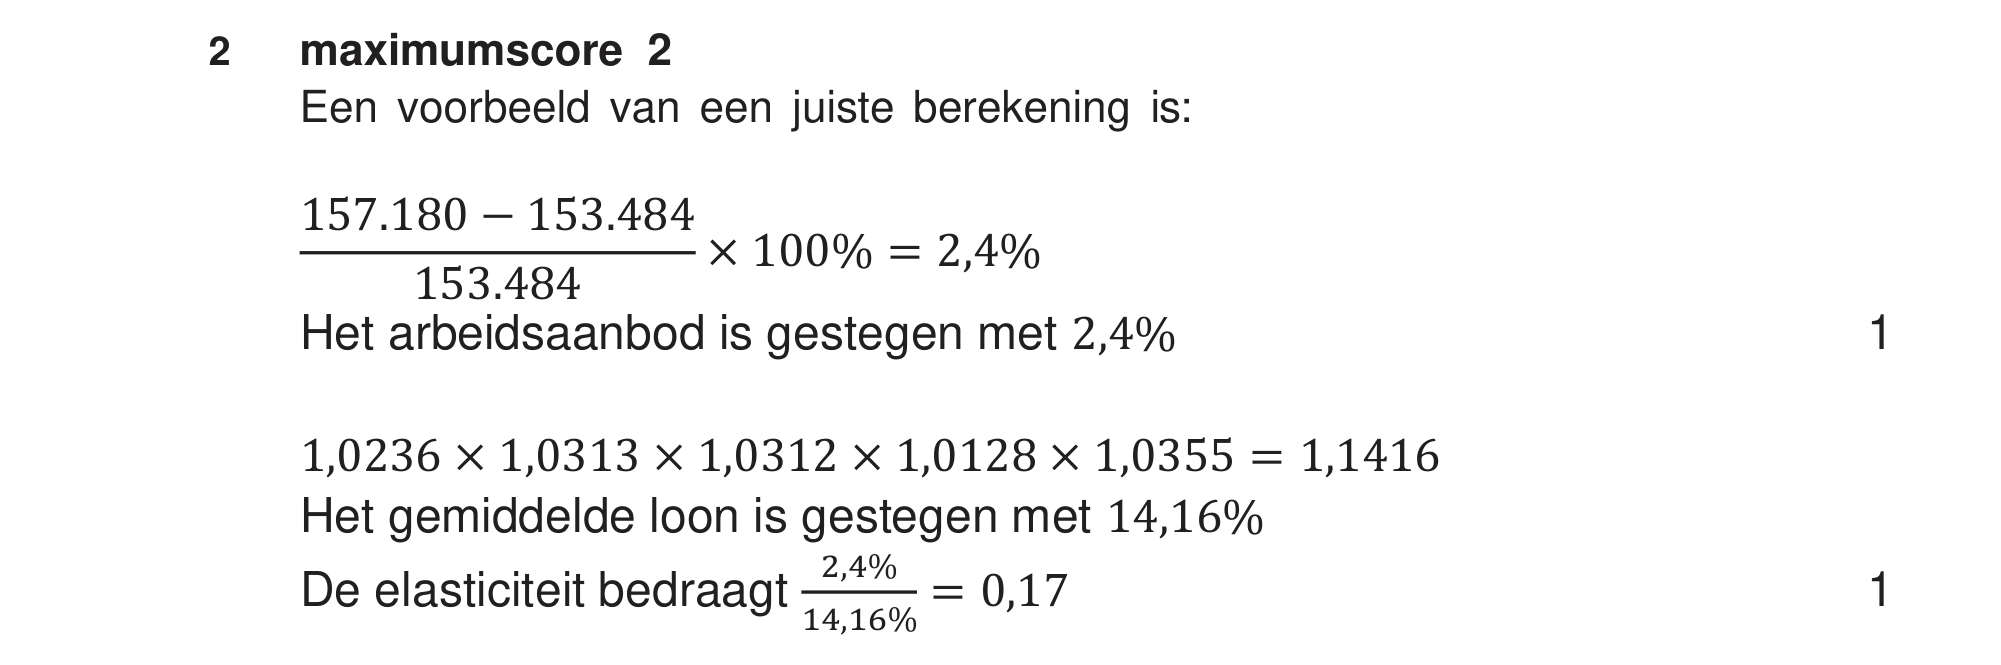 2 maximumscore 2
Een voorbeeld van een juiste berekening is:
157.180 − 153.484
153.484
× 100% = 2,4%
Het arbeidsaanbod is gestegen met 2,4% 1
1,0236 × 1,0313 × 1,0312 × 1,0128 × 1,0355 = 1,1416
Het gemiddelde loon is gestegen met 14,16%
De elasticiteit bedraagt 2,4%/14,16% = 0,17 1